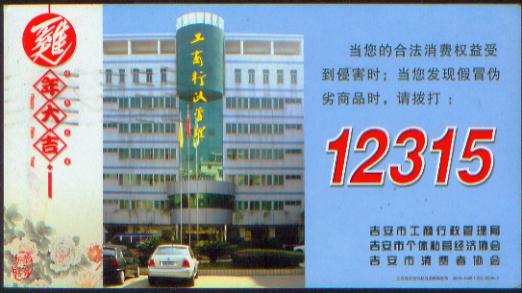 雞
年大吉
工商行政管理
当您的合法消费权益受
到侵害时；当您发现假冒伪
劣商品时，请拨打：
12315
吉安市工商行政管理局
吉安市个体私营经济协会
吉安市消费者协会